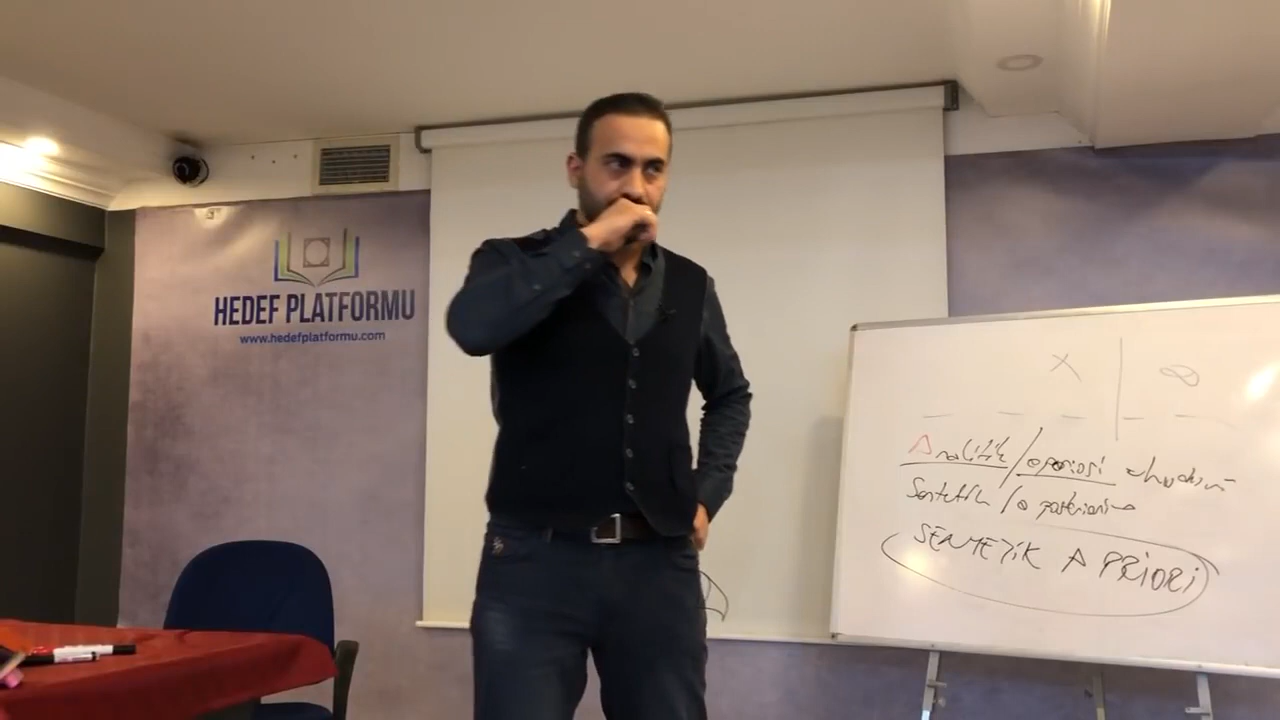 HEDEF PLATFORMU
www.hedefplatformu.com
X ∞
Analitik / apriori
Sentetik / a posteriori
SENTETİK A PRİORİ